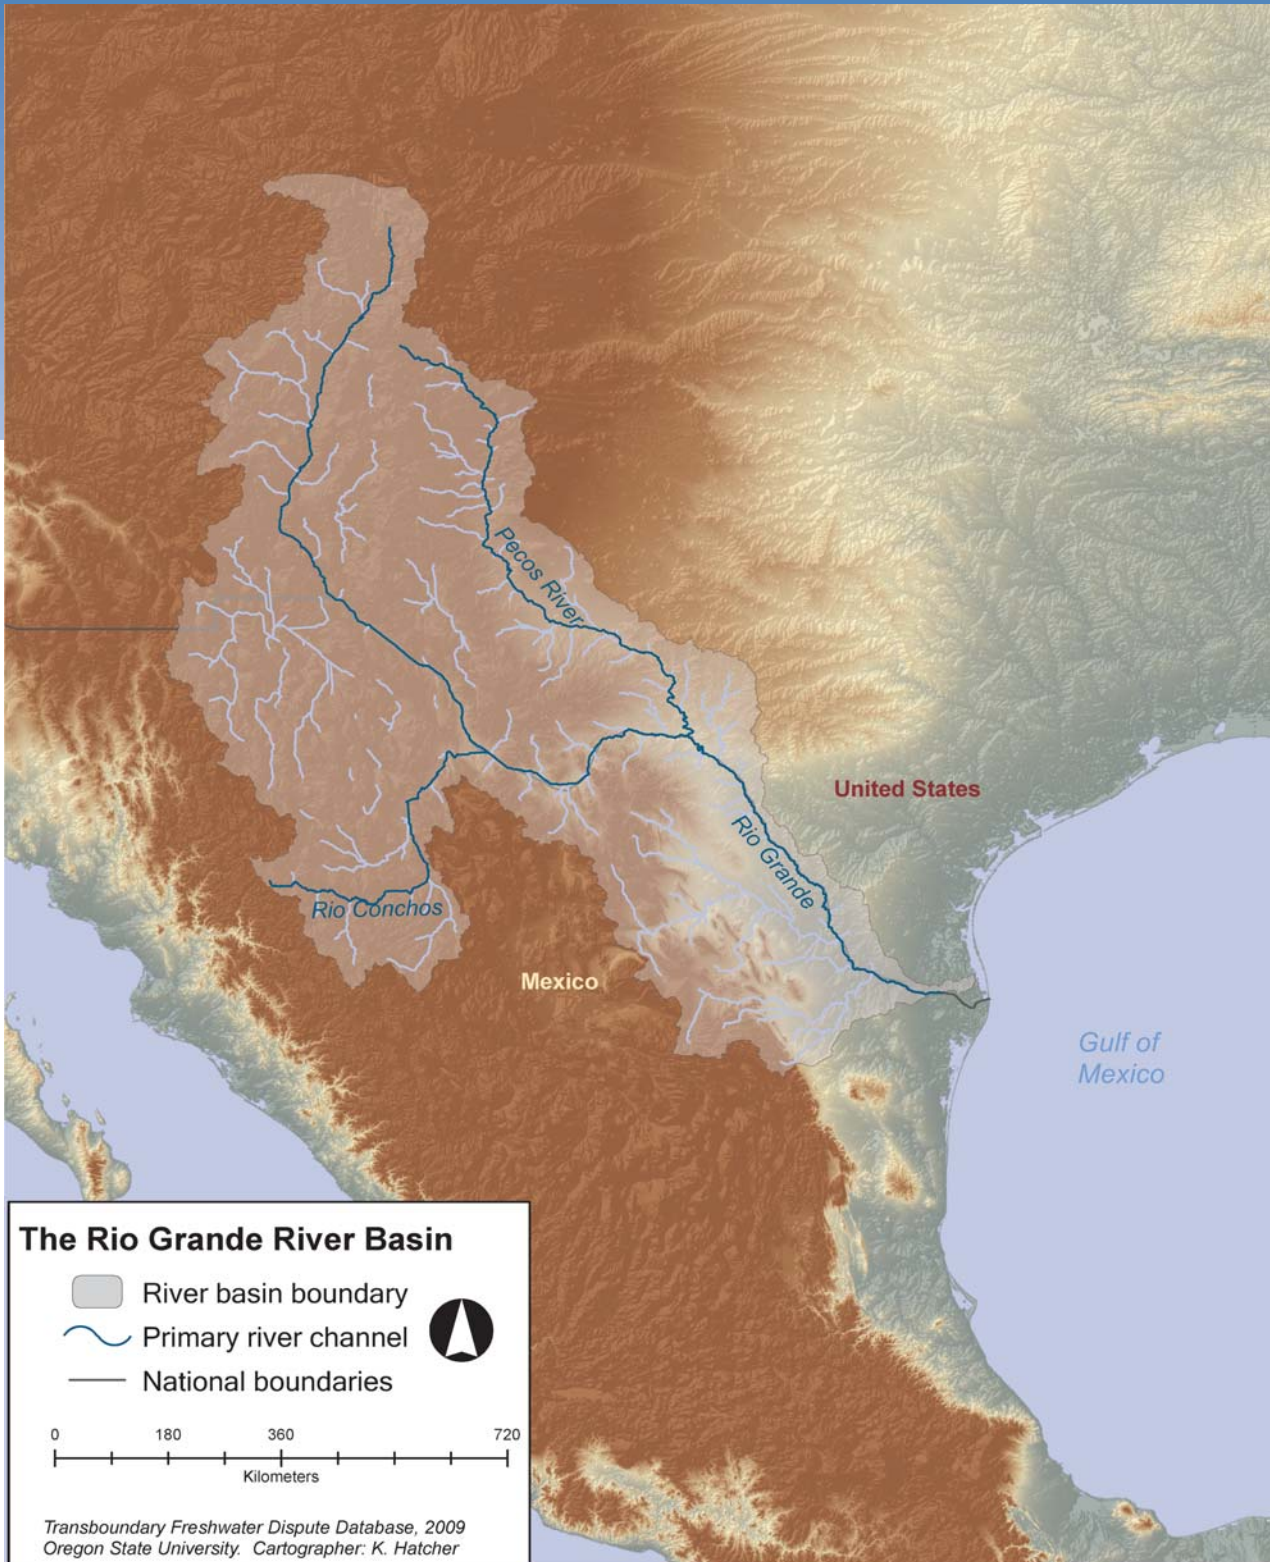 Pecos River
United States
Rio Grande
Rio Conchos
Mexico
Gulf of
Mexico
The Rio Grande River Basin
River basin boundary
Primary river channel
National boundaries
0 180 360 720
Kilometers
Transboundary Freshwater Dispute Database, 2009
Oregon State University. Cartographer: K. Hatcher